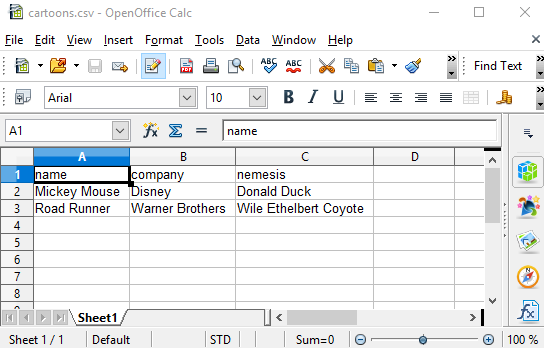 cartoons.csv - OpenOffice Calc
File Edit View Insert Format Tools Data Window Help
ABC ABC Find Text
Arial 10 B I U
A1 name
A B C D
1 name company nemesis
2 Mickey Mouse Disney Donald Duck
3 Road Runner Warner Brothers Wile Ethelbert Coyote
4
5
6
7
8
Sheet1
Sheet 1 / 1 Default STD Sum=0 100 %